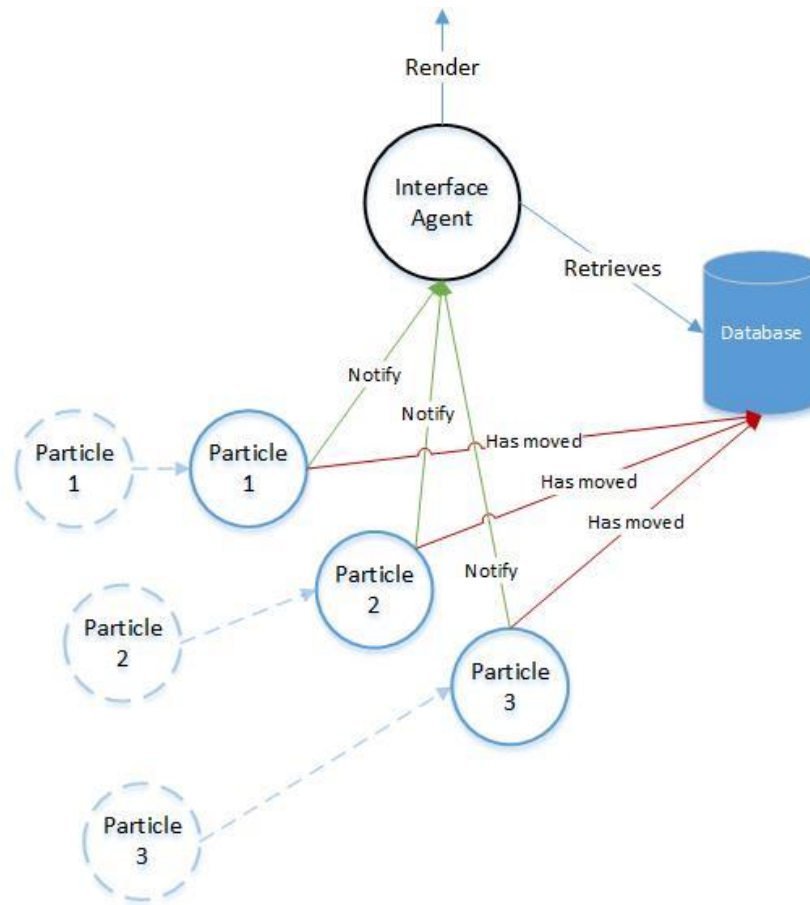 Render
Interface
Agent
Retrieves
Database
Notify
Notify
Has moved
Particle
1
Particle
1
Has moved
Has moved
Particle
2
Notify
Particle
2
Particle
3
Particle
3